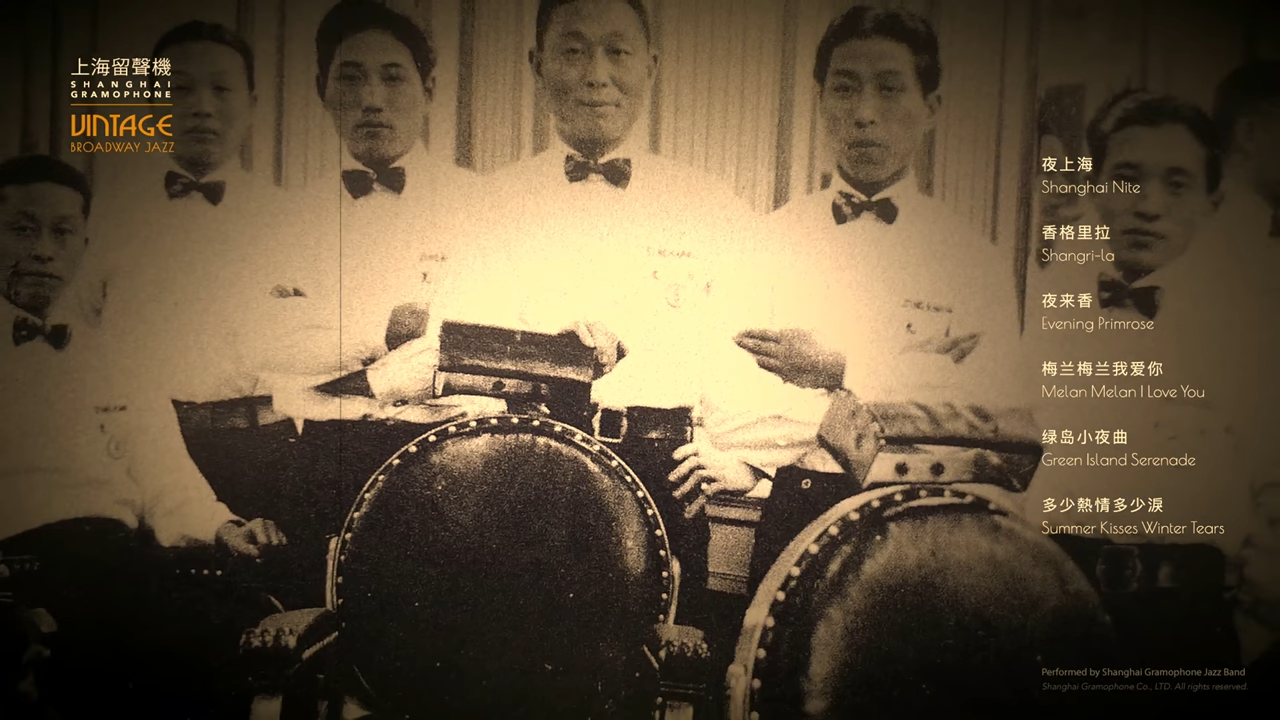 上海留聲機
SHANGHAI
GRAMOPHONE
VINTAGE
BROADWAY JAZZ
夜上海
Shanghai Nite
香格里拉
Shangri-la
夜来香
Evening Primrose
梅兰梅兰我爱你
Melan Melan I Love You
绿岛小夜曲
Green Island Serenade
多少熱情多少淚
Summer Kisses Winter Tears
Performed by Shanghai Gramophone Jazz Band
Shanghai Gramophone Co., LTD. All rights reserved.